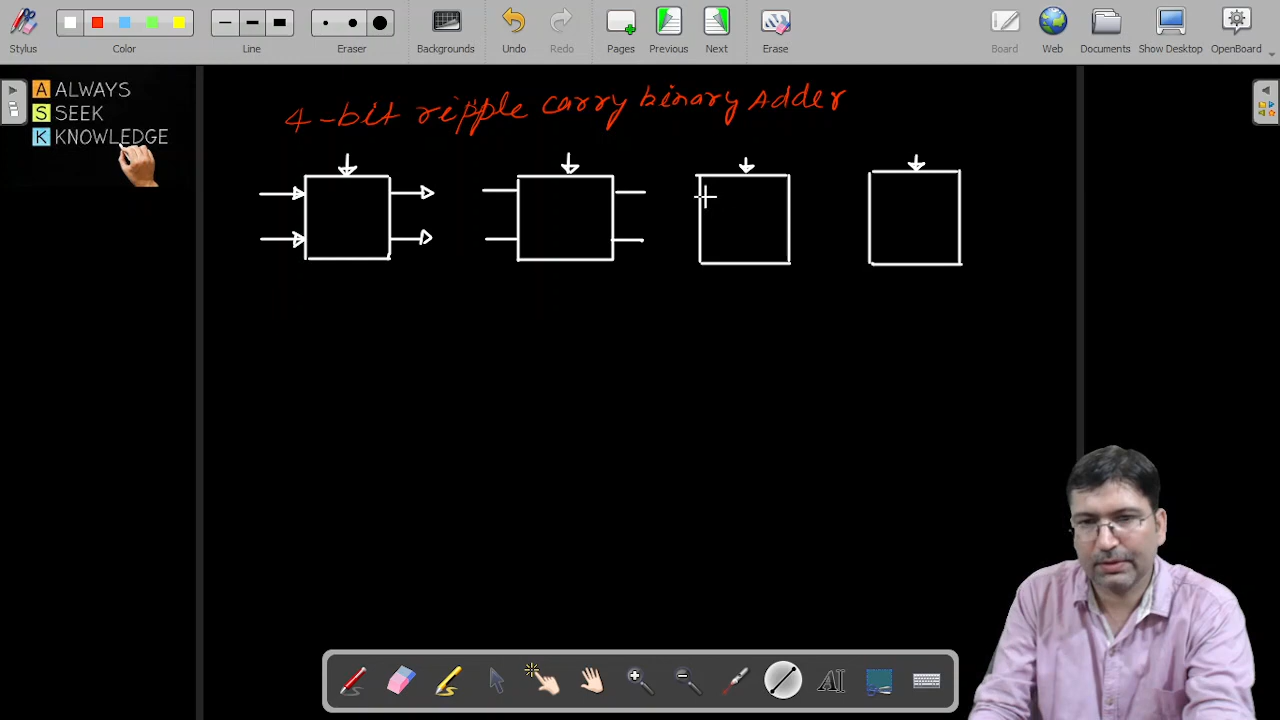 Stylus
Color
Line
Eraser
Backgrounds
Undo
Redo
Pages
Previous
Next
Erase
Board
Web
Documents
Show Desktop
OpenBoard
A ALWAYS
S SEEK
K KNOWLEDGE
4-bit ripple carry binary Adder